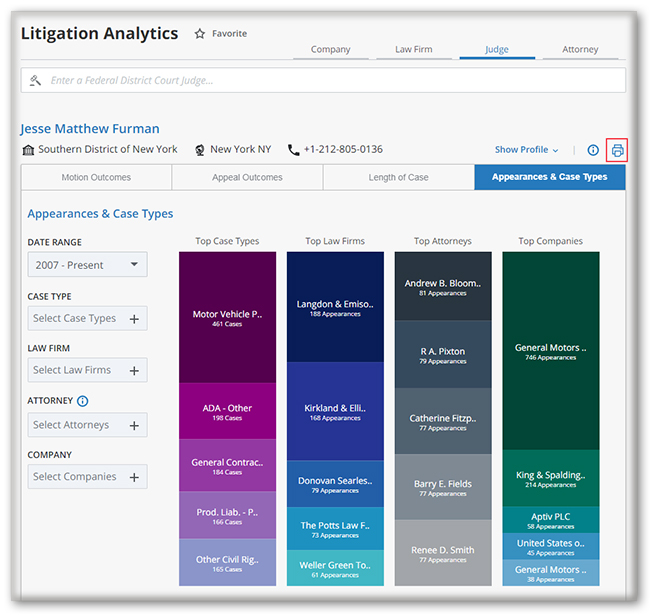 Litigation Analytics
Favorite
Company
Law Firm
Judge
Attorney
Enter a Federal District Court Judge...
Jesse Matthew Furman
Southern District of New York
New York NY
+1-212-805-0136
Show Profile
Motion Outcomes
Appeal Outcomes
Length of Case
Appearances & Case Types
Appearances & Case Types
DATE RANGE
2007 - Present
CASE TYPE
Select Case Types +
LAW FIRM
Select Law Firms +
ATTORNEY
Select Attorneys +
COMPANY
Select Companies +
Top Case Types
Motor Vehicle P..
461 Cases
ADA - Other
198 Cases
General Contrac..
184 Cases
Prod. Liab. - P..
166 Cases
Other Civil Rig..
165 Cases
Top Law Firms
Langdon & Emiso..
188 Appearances
Kirkland & Elli..
168 Appearances
Donovan Searles..
79 Appearances
The Potts Law F..
73 Appearances
Weller Green To..
61 Appearances
Top Attorneys
Andrew B. Bloom..
81 Appearances
R A. Pixton
79 Appearances
Catherine Fitzp..
77 Appearances
Barry E. Fields
77 Appearances
Renee D. Smith
77 Appearances
Top Companies
General Motors ..
746 Appearances
King & Spalding..
214 Appearances
Aptiv PLC
58 Appearances
United States o..
45 Appearances
General Motors ..
38 Appearances